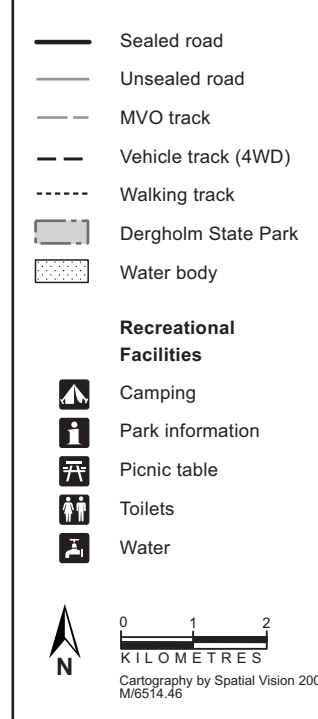 Sealed road
Unsealed road
MVO track
Vehicle track (4WD)
Walking track
Dergholm State Park
Water body
Recreational
Facilities
Camping
Park information
Picnic table
Toilets
Water
0 1 2
KILOMETRES
N
Cartography by Spatial Vision
M/6514.46